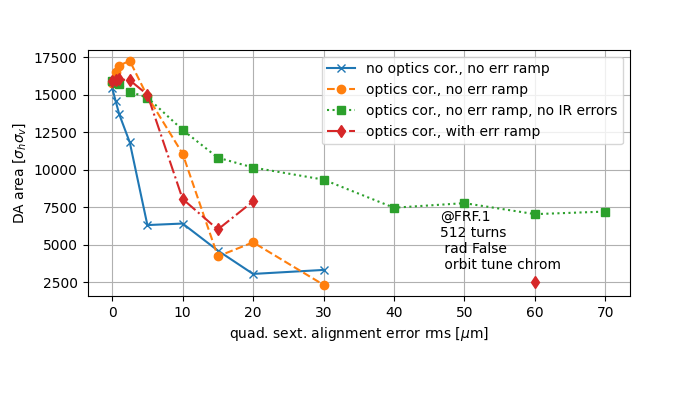 17500
15000
12500
10000
7500
5000
2500
DA area [σₕσᵥ]
no optics cor., no err ramp
optics cor., no err ramp
optics cor., no err ramp, no IR errors
optics cor., with err ramp
@FRF.1
512 turns
rad False
orbit tune chrom
0 10 20 30 40 50 60 70
quad. sext. alignment error rms [μm]